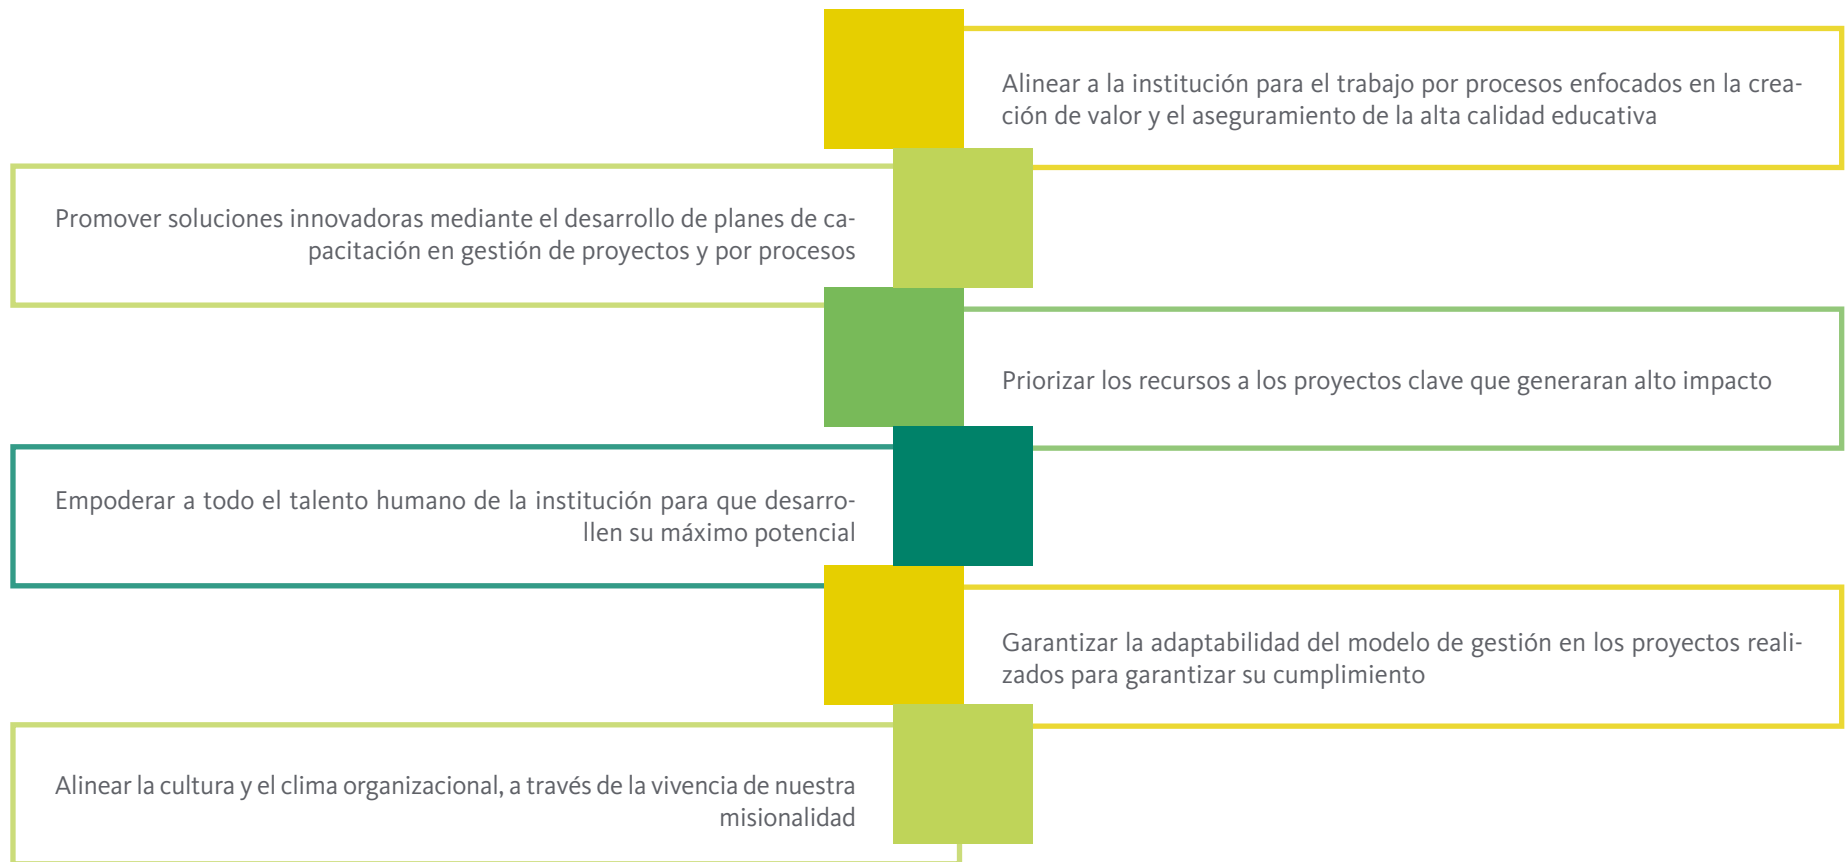 Alinear a la institución para el trabajo por procesos enfocados en la crea-
ción de valor y el aseguramiento de la alta calidad educativa
Promover soluciones innovadoras mediante el desarrollo de planes de ca-
pacitación en gestión de proyectos y por procesos
Priorizar los recursos a los proyectos clave que generaran alto impacto
Empoderar a todo el talento humano de la institución para que desarro-
llen su máximo potencial
Garantizar la adaptabilidad del modelo de gestión en los proyectos reali-
zados para garantizar su cumplimiento
Alinear la cultura y el clima organizacional, a través de la vivencia de nuestra
misionalidad